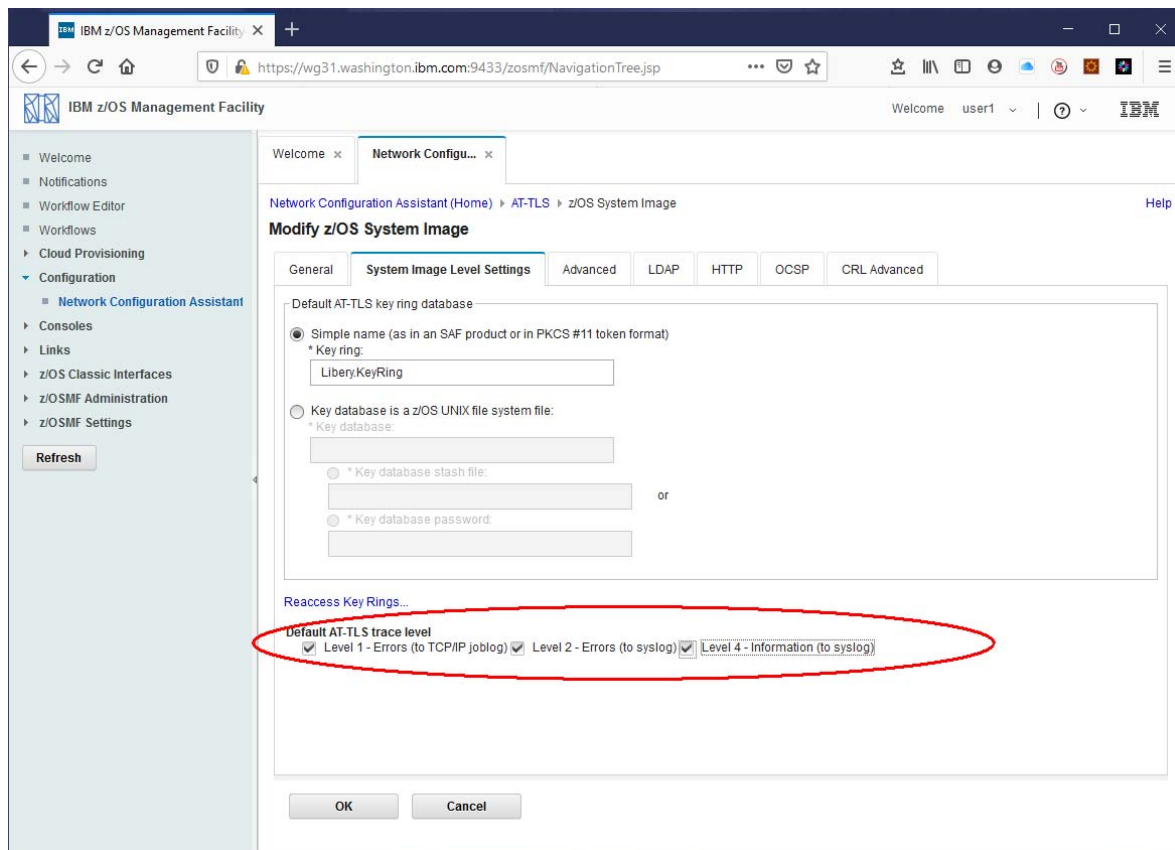 IBM IBM z/OS Management Facility
https://wg31.washington.ibm.com:9433/zosmf/NavigationTree.jsp
IBM z/OS Management Facility
Welcome user1 | ? IBM
Welcome
Notifications
Workflow Editor
Workflows
Cloud Provisioning
Configuration
Network Configuration Assistant
Consoles
Links
z/OS Classic Interfaces
z/OSMF Administration
z/OSMF Settings
Refresh
Welcome Network Configu...
Network Configuration Assistant (Home) AT-TLS z/OS System Image Help
Modify z/OS System Image
General System Image Level Settings Advanced LDAP HTTP OCSP CRL Advanced
Default AT-TLS key ring database
Simple name (as in an SAF product or in PKCS #11 token format)
* Key ring:
Libery.KeyRing
Key database is a z/OS UNIX file system file:
* Key database:
* Key database stash file:
or
* Key database password:
Reaccess Key Rings...
Default AT-TLS trace level
Level 1 - Errors (to TCP/IP joblog) Level 2 - Errors (to syslog) Level 4 - Information (to syslog)
OK Cancel